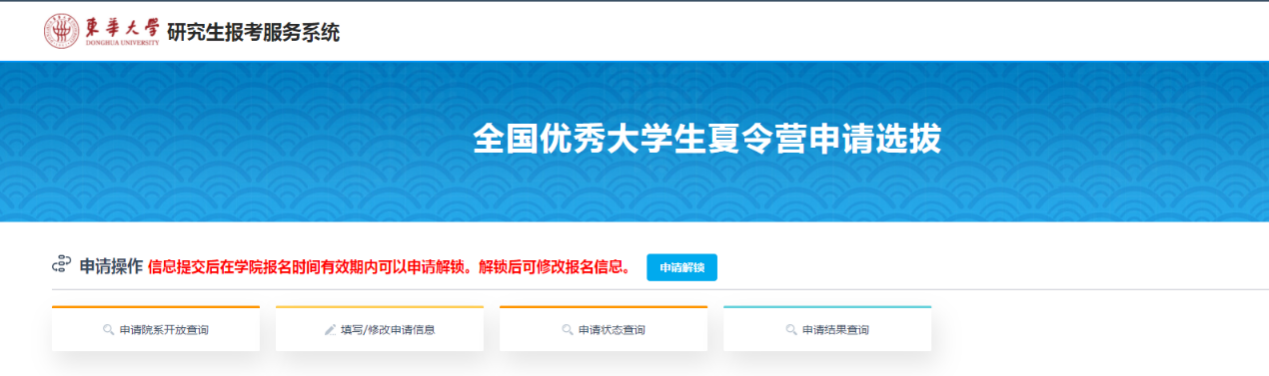 東華大學 研究生报考服务系统
DONGHUA UNIVERSITY
全国优秀大学生夏令营申请选拔
申请操作 信息提交后在学院报名时间有效期内可以申请解锁。解锁后可修改报名信息。 申请解锁
申请院系开放查询 填写/修改申请信息 申请状态查询 申请结果查询